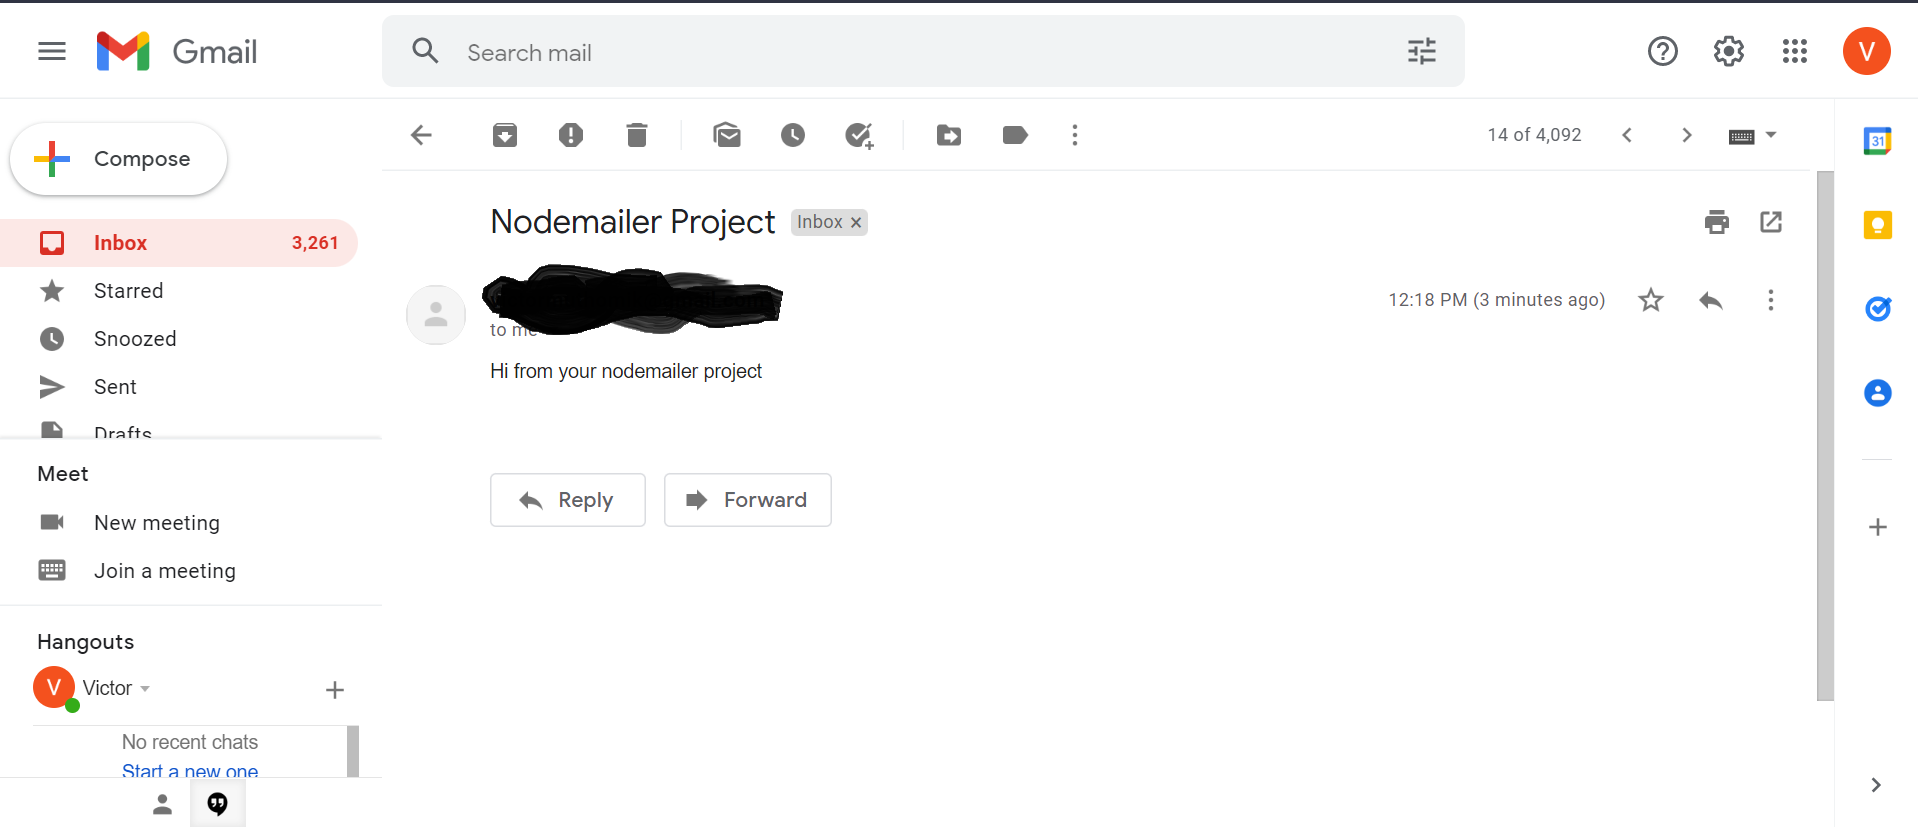 Gmail
Search mail
V
Compose
14 of 4,092
31
Inbox 3,261
Starred
Snoozed
Sent
Drafts
Meet
New meeting
Join a meeting
Hangouts
V
Victor
No recent chats
Start a new one
Nodemailer Project Inbox ×
12:18 PM (3 minutes ago)
to me
Hi from your nodemailer project
Reply Forward